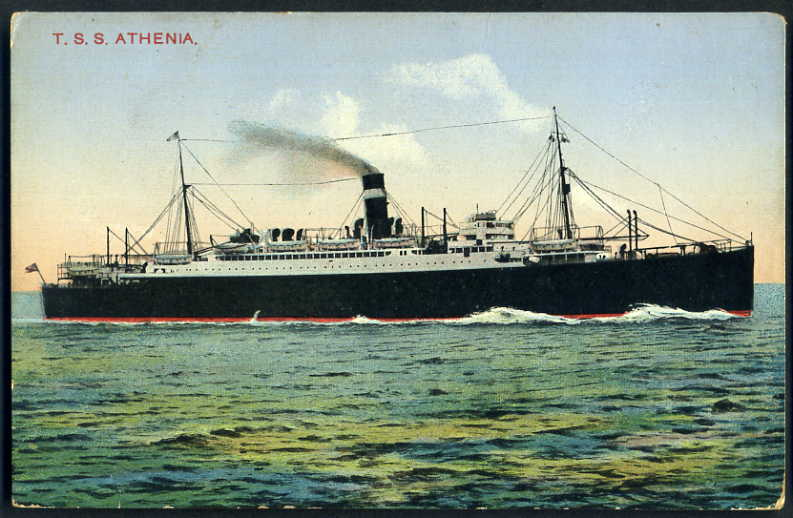 T. S. S. ATHENIA.